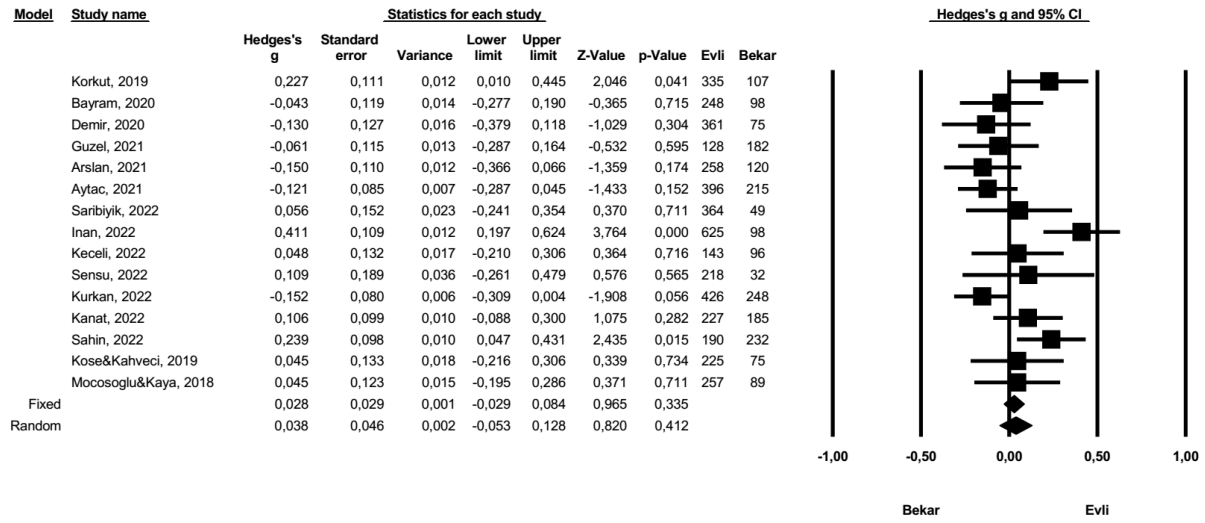 Model Study name Statistics for each study Hedges's g and 95% CI
Hedges's Standard Lower Upper
g error Variance limit limit Z-Value p-Value Evli Bekar
Korkut, 2019 0,227 0,111 0,012 0,010 0,445 2,046 0,041 335 107
Bayram, 2020 -0,043 0,119 0,014 -0,277 0,190 -0,365 0,715 248 98
Demir, 2020 -0,130 0,127 0,016 -0,379 0,118 -1,029 0,304 361 75
Guzel, 2021 -0,061 0,115 0,013 -0,287 0,164 -0,532 0,595 128 182
Arslan, 2021 -0,150 0,110 0,012 -0,366 0,066 -1,359 0,174 258 120
Aytac, 2021 -0,121 0,085 0,007 -0,287 0,045 -1,433 0,152 396 215
Saribiyik, 2022 0,056 0,152 0,023 -0,241 0,354 0,370 0,711 364 49
Inan, 2022 0,411 0,109 0,012 0,197 0,624 3,764 0,000 625 98
Keceli, 2022 0,048 0,132 0,017 -0,210 0,306 0,364 0,716 143 96
Sensu, 2022 0,109 0,189 0,036 -0,261 0,479 0,576 0,565 218 32
Kurkan, 2022 -0,152 0,080 0,006 -0,309 0,004 -1,908 0,056 426 248
Kanat, 2022 0,106 0,099 0,010 -0,088 0,300 1,075 0,282 227 185
Sahin, 2022 0,239 0,098 0,010 0,047 0,431 2,435 0,015 190 232
Kose&Kahveci, 2019 0,045 0,133 0,018 -0,216 0,306 0,339 0,734 225 75
Mocosoglu&Kaya, 2018 0,045 0,123 0,015 -0,195 0,286 0,371 0,711 257 89
Fixed 0,028 0,029 0,001 -0,029 0,084 0,965 0,335
Random 0,038 0,046 0,002 -0,053 0,128 0,820 0,412
-1,00 -0,50 0,00 0,50 1,00
Bekar Evli